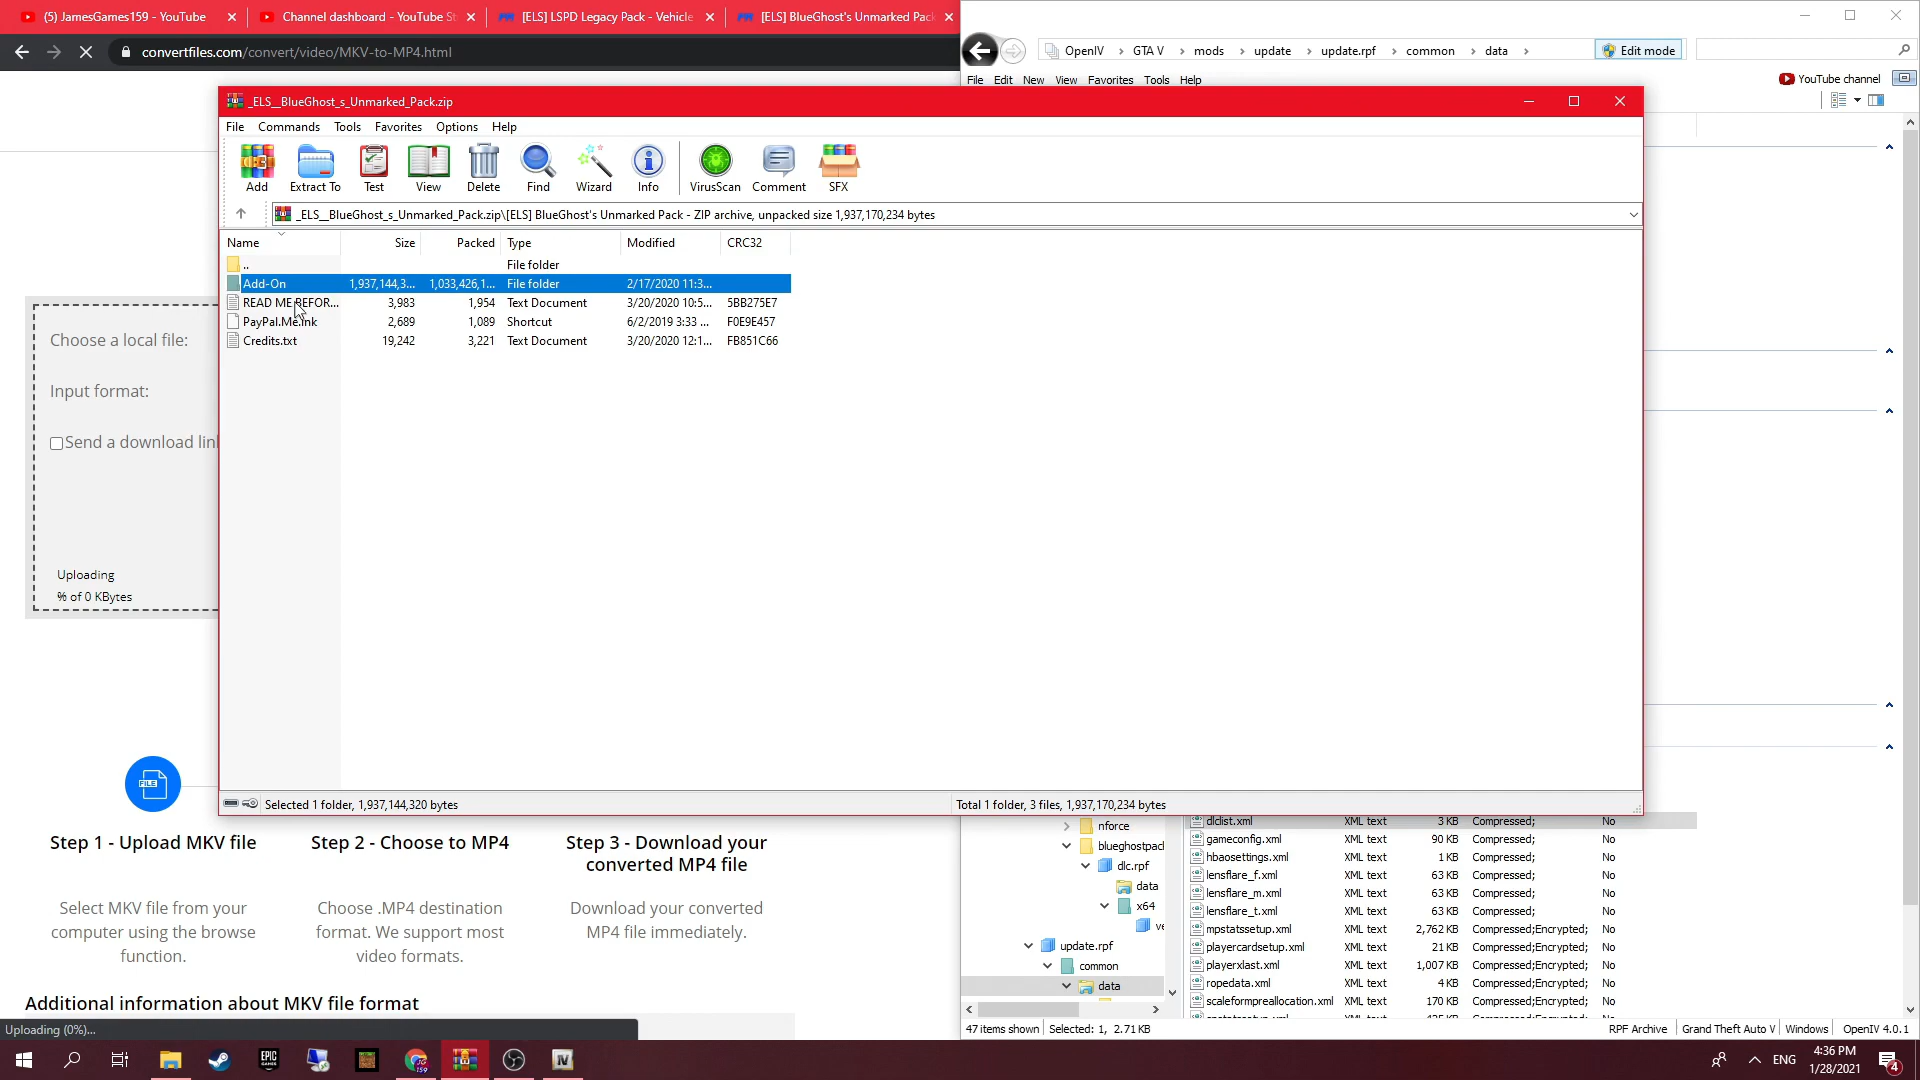 (5) JamesGames159 - YouTube
Channel dashboard - YouTube St
[ELS] LSPD Legacy Pack - Vehicle
[ELS] BlueGhost's Unmarked Pack
convertfiles.com/convert/video/MKV-to-MP4.html
OpenIV
GTA V
mods
update
update.rpf
common
data
Edit mode
File Edit New View Favorites Tools Help
YouTube channel
_ELS__BlueGhost_s_Unmarked_Pack.zip
File Commands Tools Favorites Options Help
Add
Extract To
Test
View
Delete
Find
Wizard
Info
VirusScan
Comment
SFX
_ELS__BlueGhost_s_Unmarked_Pack.zip\[ELS] BlueGhost's Unmarked Pack - ZIP archive, unpacked size 1,937,170,234 bytes
Name Size Packed Type Modified CRC32
.. File folder
Add-On 1,937,144,3... 1,033,426,1... File folder 2/17/2020 11:3...
READ ME BEFOR... 3,983 1,954 Text Document 3/20/2020 10:5... 5BB275E7
PayPal.Me.lnk 2,689 1,089 Shortcut 6/2/2019 3:33 ... F0E9E457
Credits.txt 19,242 3,221 Text Document 3/20/2020 12:1... FB851C66
Choose a local file:
Input format:
Send a download link
Uploading
% of 0 KBytes
FILE
Selected 1 folder, 1,937,144,320 bytes
Total 1 folder, 3 files, 1,937,170,234 bytes
Step 1 - Upload MKV file
Select MKV file from your
computer using the browse
function.
Step 2 - Choose to MP4
Choose .MP4 destination
format. We support most
video formats.
Step 3 - Download your
converted MP4 file
Download your converted
MP4 file immediately.
Additional information about MKV file format
Uploading (0%)...
nforce
blueghostpack
dlc.rpf
data
x64
ve
update.rpf
common
data
dlclist.xml XML text 3 KB Compressed; No
gameconfig.xml XML text 90 KB Compressed; No
hbaosettings.xml XML text 1 KB Compressed; No
lensflare_f.xml XML text 63 KB Compressed; No
lensflare_m.xml XML text 63 KB Compressed; No
lensflare_t.xml XML text 63 KB Compressed; No
mpstatssetup.xml XML text 2,762 KB Compressed;Encrypted; No
playercardsetup.xml XML text 21 KB Compressed;Encrypted; No
playerxlast.xml XML text 1,007 KB Compressed;Encrypted; No
ropedata.xml XML text 4 KB Compressed;Encrypted; No
scaleformpreallocation.xml XML text 170 KB Compressed;Encrypted; No
47 items shown
Selected: 1, 2.71 KB
RPF Archive
Grand Theft Auto V
Windows
OpenIV 4.0.1
EPIC
GAMES
JG
159
IV
ENG
4:36 PM
1/28/2021
4